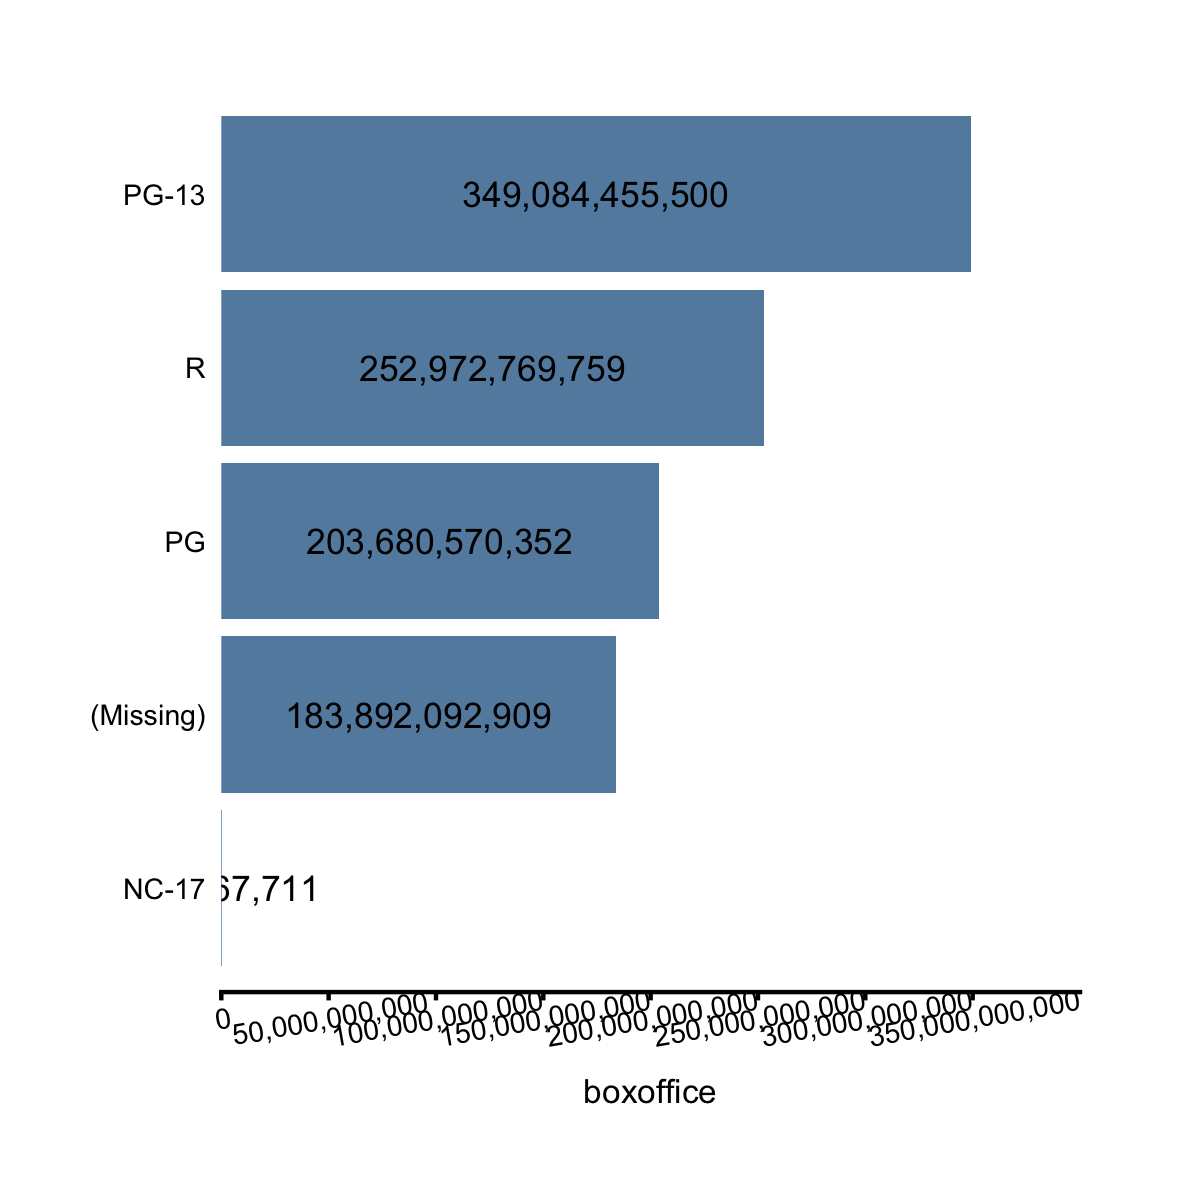 PG-13
349,084,455,500
R
252,972,769,759
PG
203,680,570,352
(Missing)
183,892,092,909
NC-17
67,711
0
50,000,000,000
100,000,000,000
150,000,000,000
200,000,000,000
250,000,000,000
300,000,000,000
350,000,000,000
boxoffice